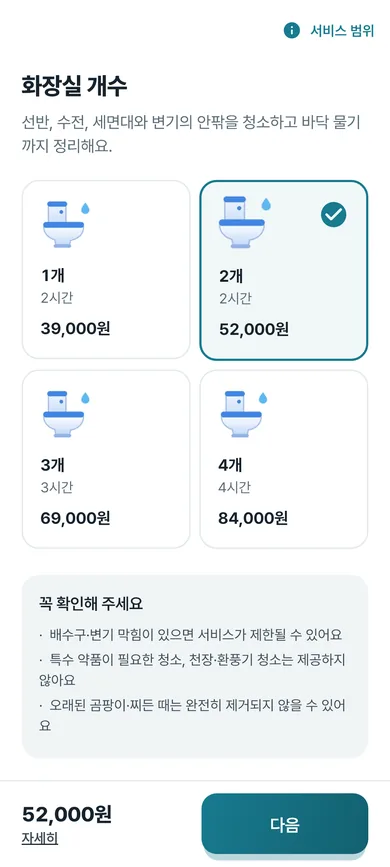 서비스 범위
화장실 개수
선반, 수전, 세면대와 변기의 안팎을 청소하고 바닥 물기
까지 정리해요.
1개
2시간
39,000원
2개
2시간
52,000원
3개
3시간
69,000원
4개
4시간
84,000원
꼭 확인해 주세요
· 배수구·변기 막힘이 있으면 서비스가 제한될 수 있어요
· 특수 약품이 필요한 청소, 천장·환풍기 청소는 제공하지
않아요
· 오래된 곰팡이·찌든 때는 완전히 제거되지 않을 수 있어
요
52,000원
자세히
다음